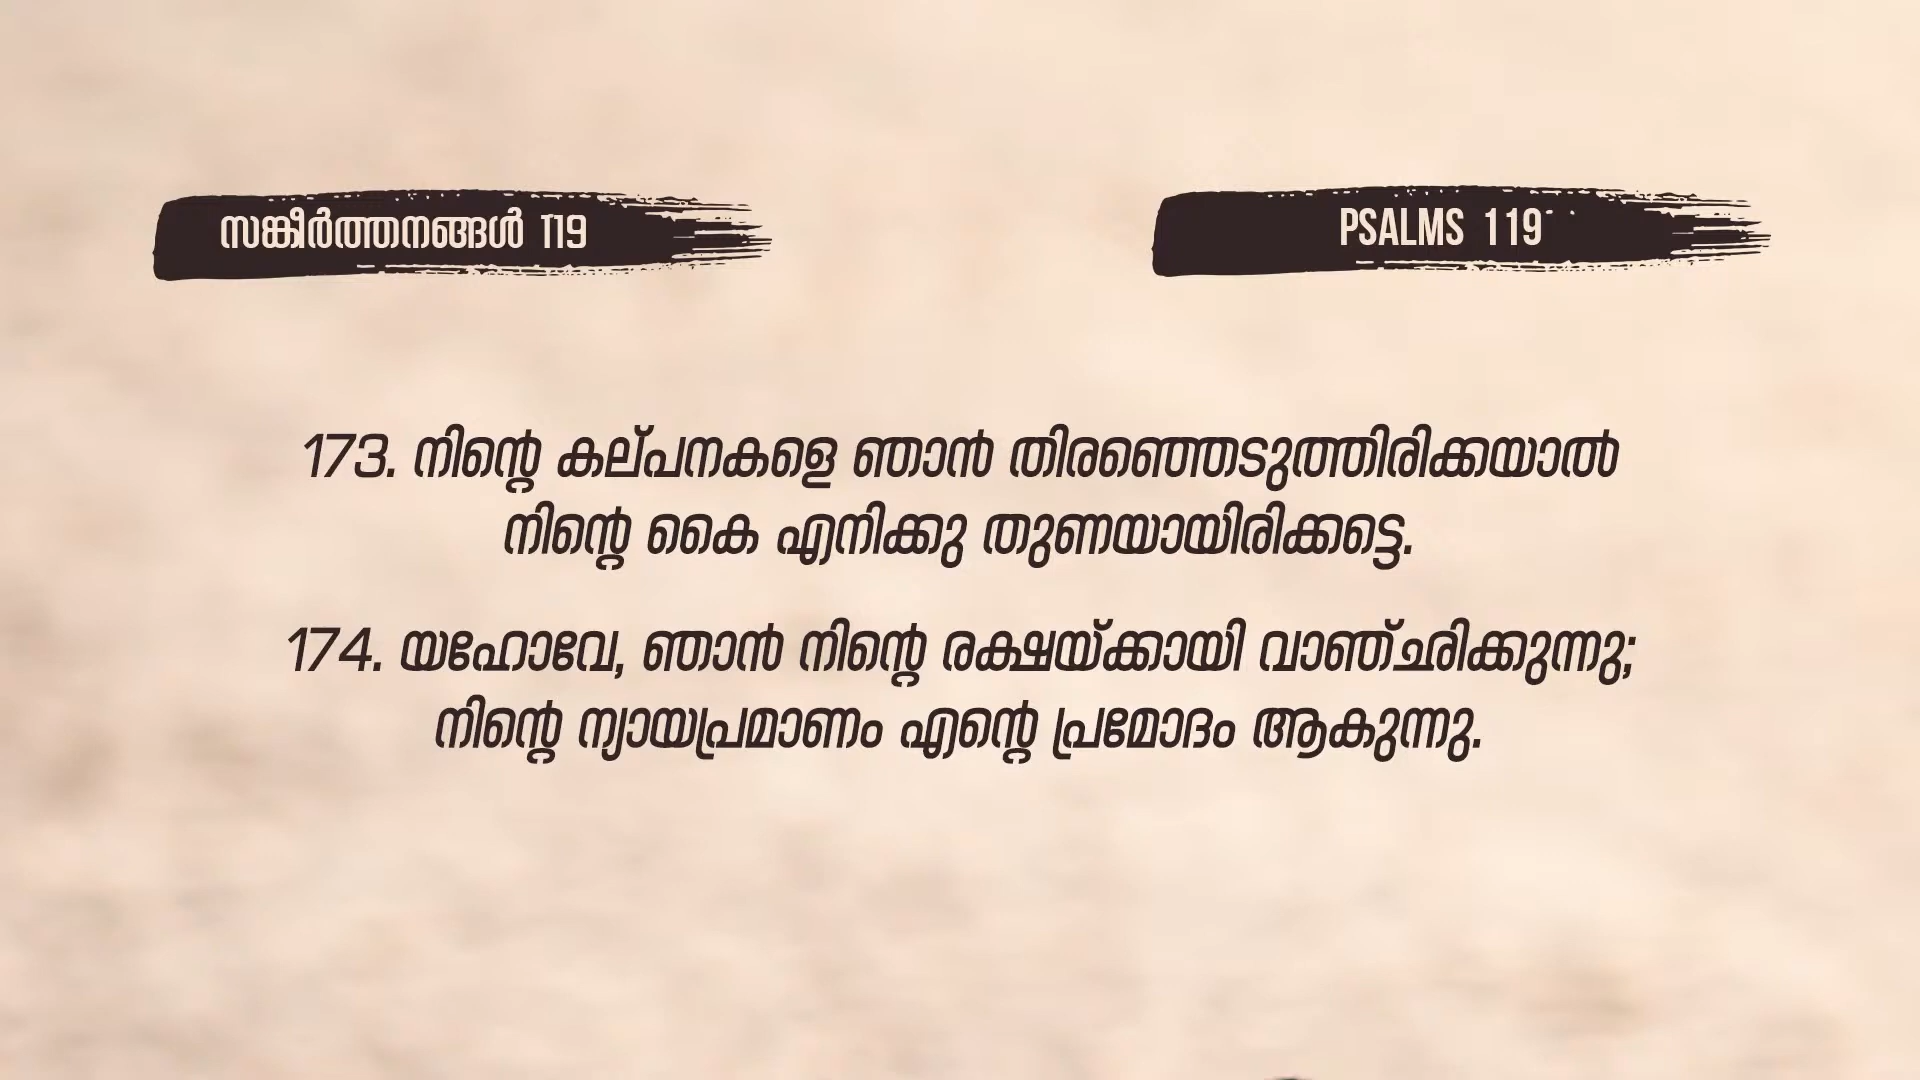 സങ്കീർത്തനങ്ങൾ 119
PSALMS 119
173. നിന്റെ കല്പനകളെ ഞാൻ തിരഞ്ഞെടുത്തിരിക്കയാൽ
നിന്റെ കൈ എനിക്കു തുണയായിരിക്കട്ടെ.
174. യഹോവേ, ഞാൻ നിന്റെ രക്ഷയ്ക്കായി വാഞ്ഛിക്കുന്നു;
നിന്റെ ന്യായപ്രമാണം എന്റെ പ്രമോദം ആകുന്നു.